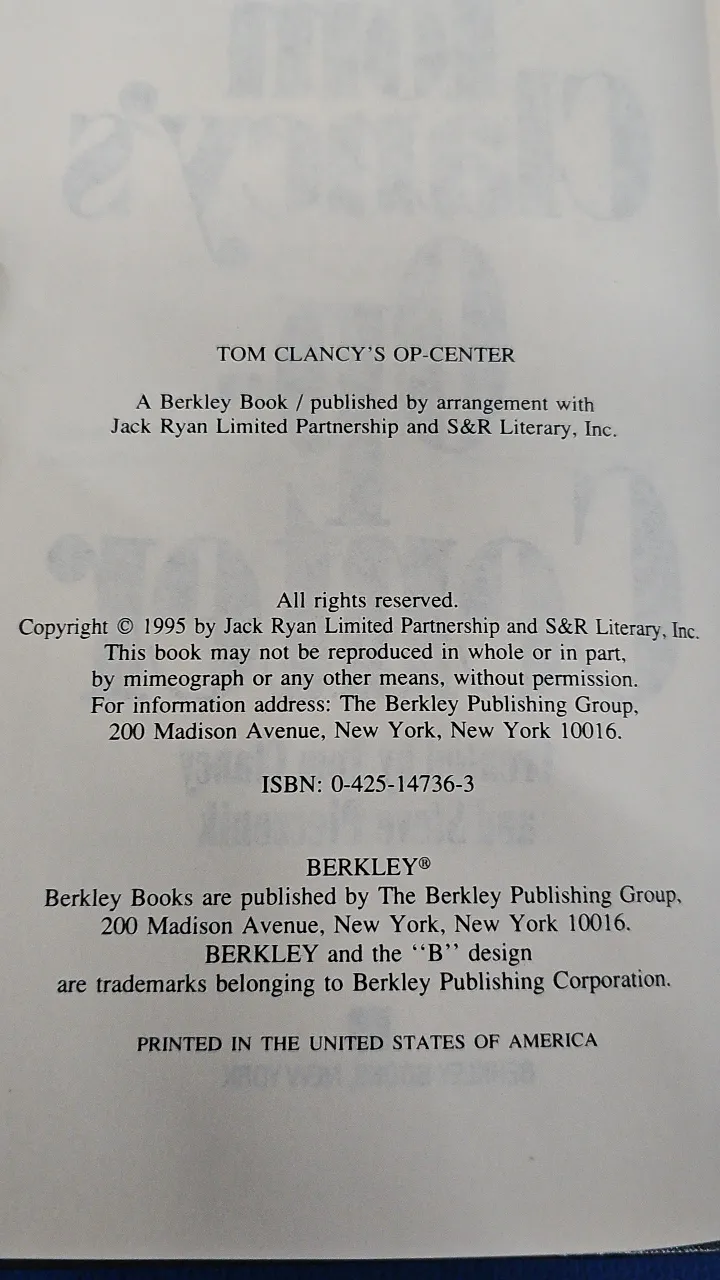 TOM CLANCY'S OP-CENTER
A Berkley Book / published by arrangement with
Jack Ryan Limited Partnership and S&R Literary, Inc.
All rights reserved.
Copyright © 1995 by Jack Ryan Limited Partnership and S&R Literary, Inc.
This book may not be reproduced in whole or in part,
by mimeograph or any other means, without permission.
For information address: The Berkley Publishing Group,
200 Madison Avenue, New York, New York 10016.
ISBN: 0-425-14736-3
BERKLEY®
Berkley Books are published by The Berkley Publishing Group,
200 Madison Avenue, New York, New York 10016.
BERKLEY and the ‘‘B’’ design
are trademarks belonging to Berkley Publishing Corporation.
PRINTED IN THE UNITED STATES OF AMERICA